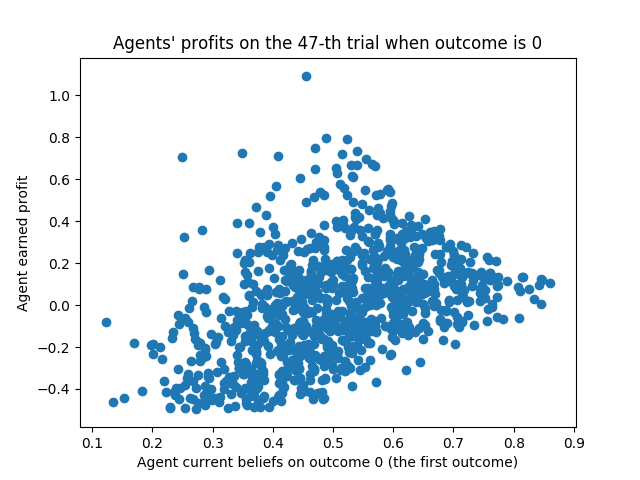 Agents' profits on the 47-th trial when outcome is 0
1.0
0.8
0.6
0.4
0.2
0.0
−0.2
−0.4
Agent earned profit
0.1 0.2 0.3 0.4 0.5 0.6 0.7 0.8 0.9
Agent current beliefs on outcome 0 (the first outcome)